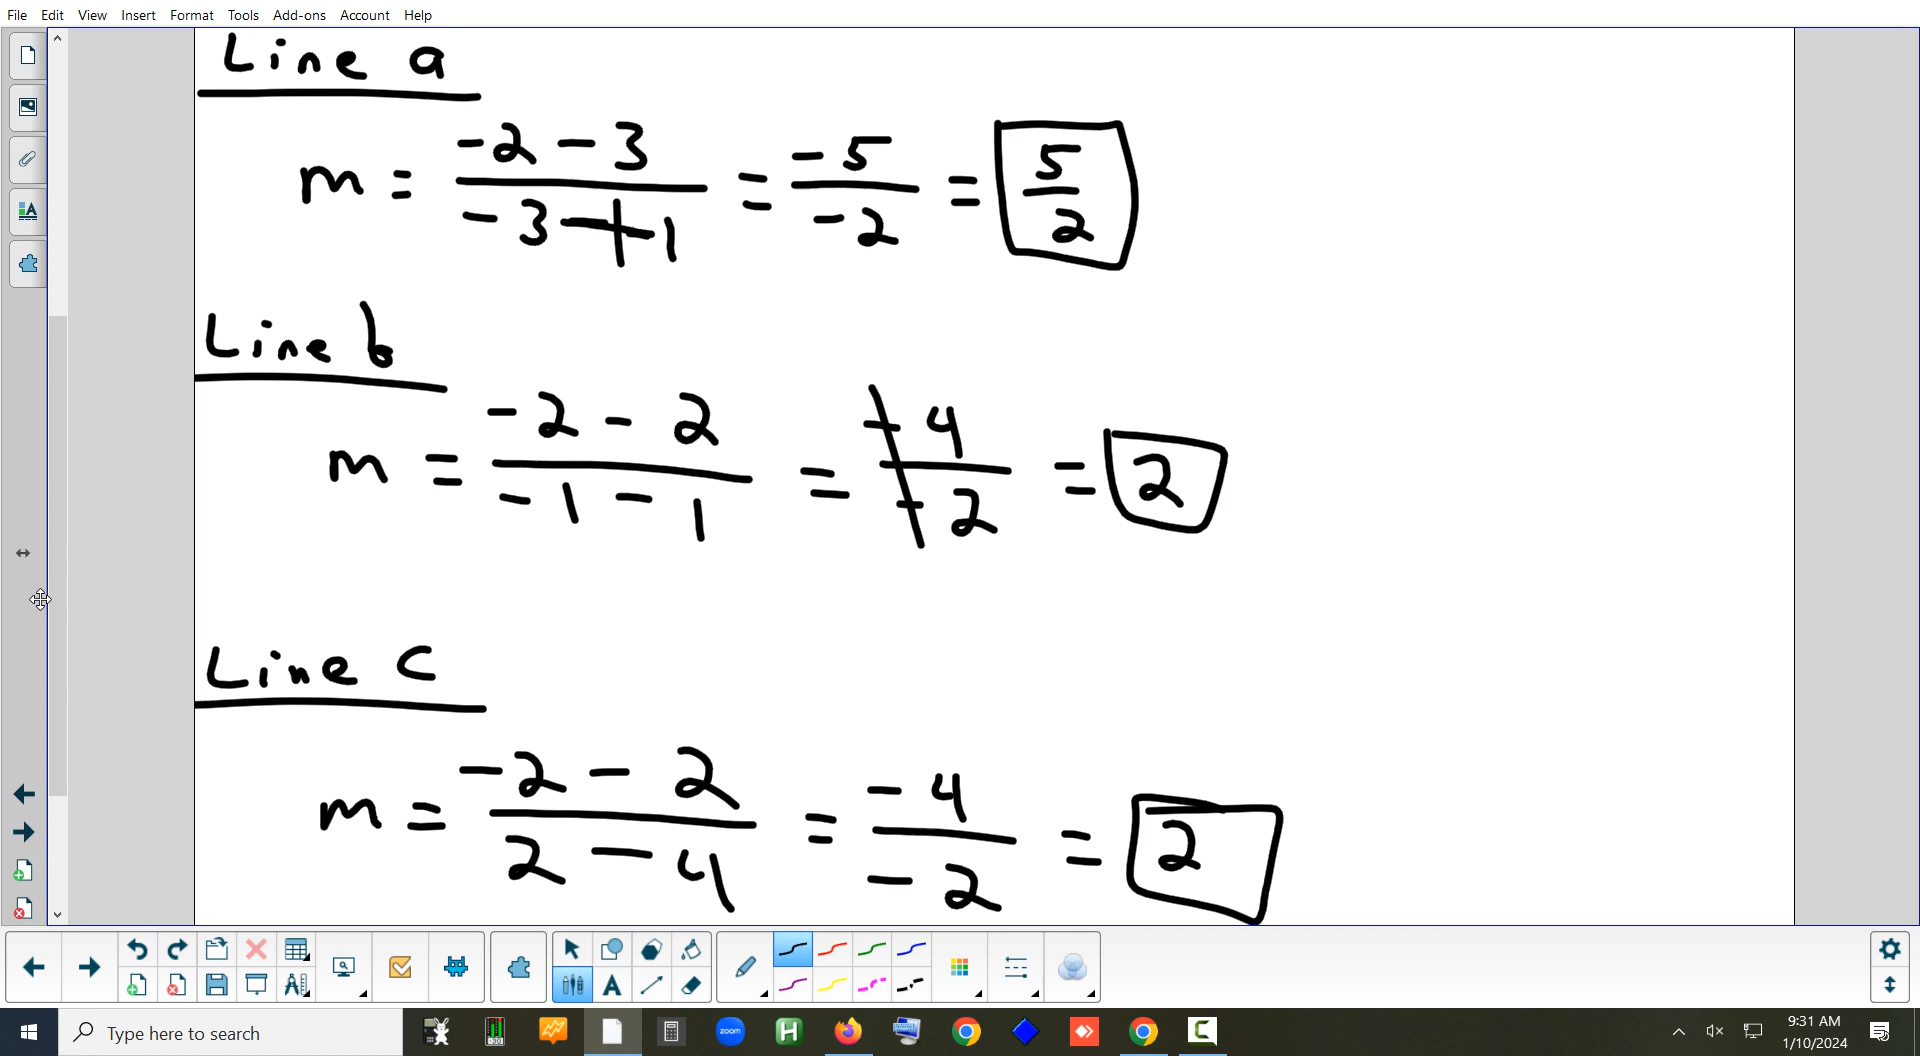 File Edit View Insert Format Tools Add-ons Account Help
Line a
m = (-2 - 3)/(-3 -+ 1) = (-5)/(-2) = 5/2
Line b
m = (-2 - 2)/(-1 - 1) = (-4)/(-2) = 2
Line c
m = (-2 - 2)/(2 - 4) = (-4)/(-2) = 2
A
A
Type here to search
zoom
H
C
9:31 AM
1/10/2024